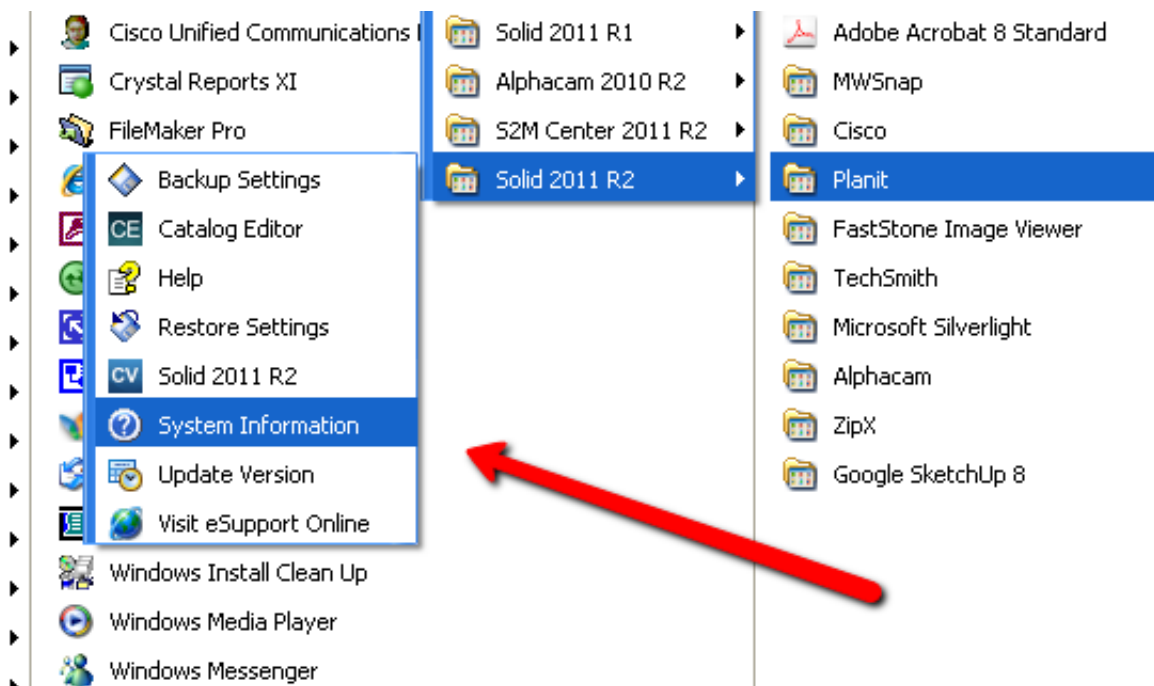 Cisco Unified Communications
Crystal Reports XI
FileMaker Pro
Backup Settings
CE
Catalog Editor
Help
Restore Settings
CV
Solid 2011 R2
System Information
Update Version
Visit eSupport Online
Windows Install Clean Up
Windows Media Player
Windows Messenger
Solid 2011 R1
Alphacam 2010 R2
S2M Center 2011 R2
Solid 2011 R2
Adobe Acrobat 8 Standard
MWSnap
Cisco
Planit
FastStone Image Viewer
TechSmith
Microsoft Silverlight
Alphacam
ZipX
Google SketchUp 8